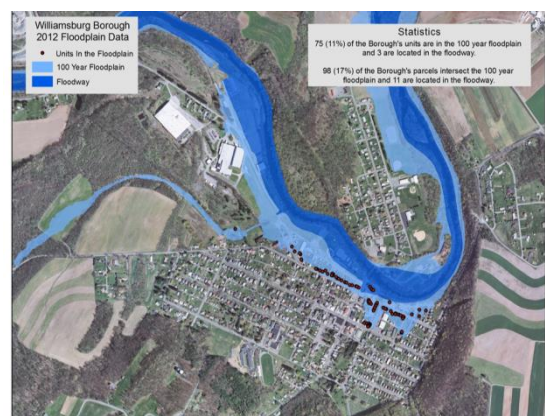 Williamsburg Borough
2012 Floodplain Data
Units In the Floodplain
100 Year Floodplain
Floodway
Statistics
75 (11%) of the Borough's units are in the 100 year floodplain
and 3 are located in the floodway.
98 (17%) of the Borough's parcels intersect the 100 year
floodplain and 11 are located in the floodway.